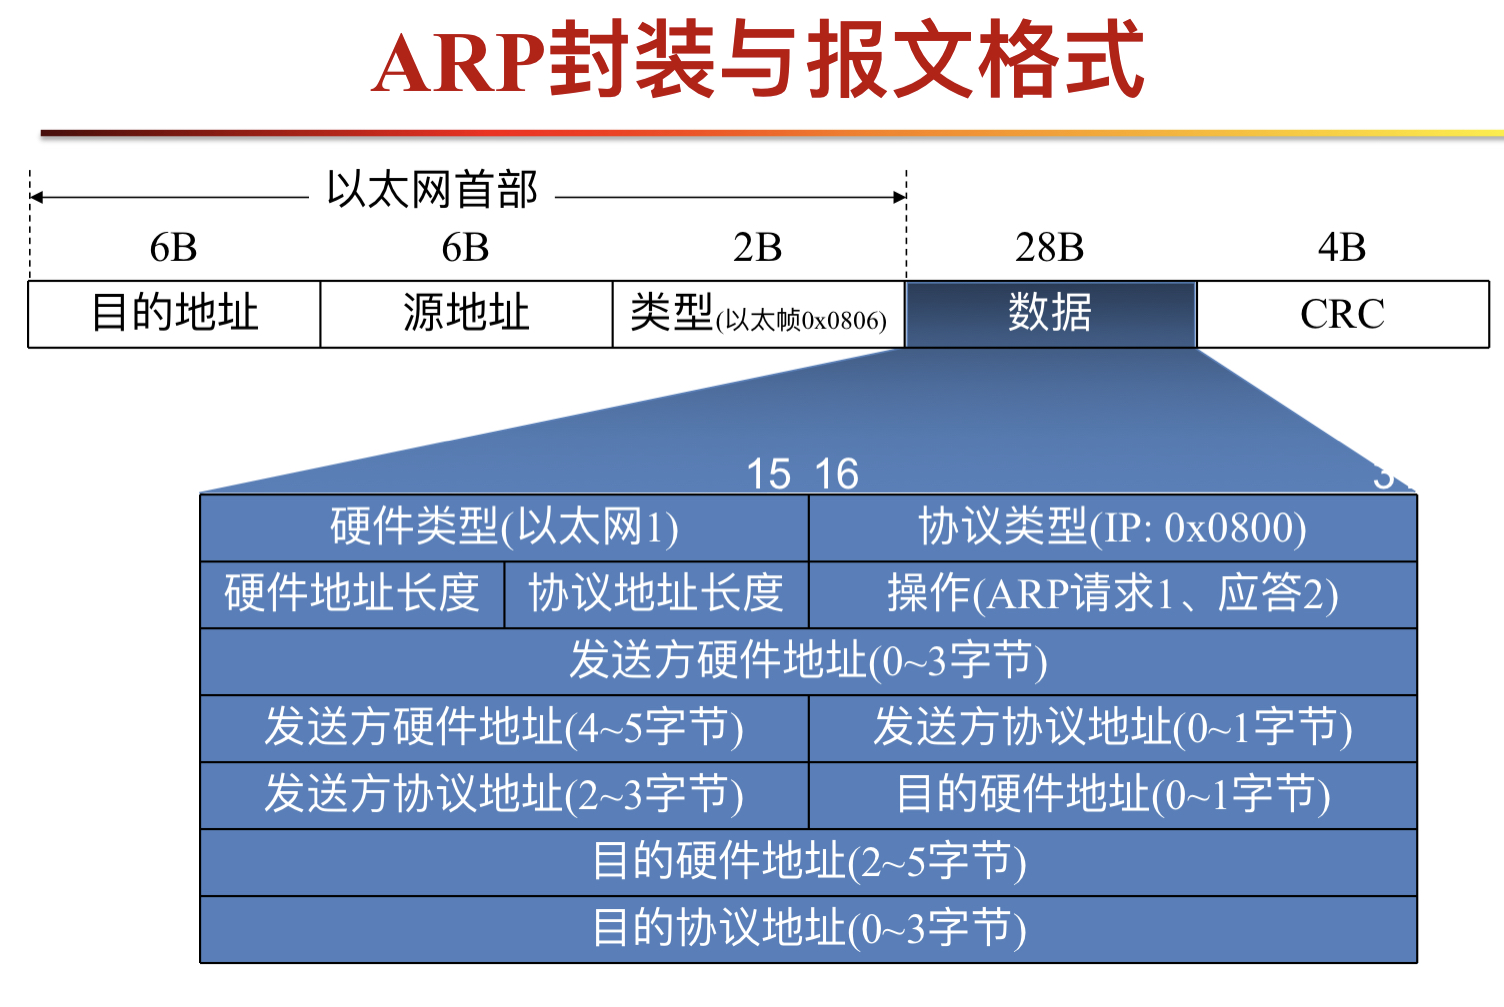 ARP封装与报文格式
以太网首部
6B 6B 2B 28B 4B
目的地址 源地址 类型(以太帧0x0806) 数据 CRC
15 16
硬件类型(以太网1) 协议类型(IP: 0x0800)
硬件地址长度 协议地址长度 操作(ARP请求1、应答2)
发送方硬件地址(0~3字节)
发送方硬件地址(4~5字节) 发送方协议地址(0~1字节)
发送方协议地址(2~3字节) 目的硬件地址(0~1字节)
目的硬件地址(2~5字节)
目的协议地址(0~3字节)